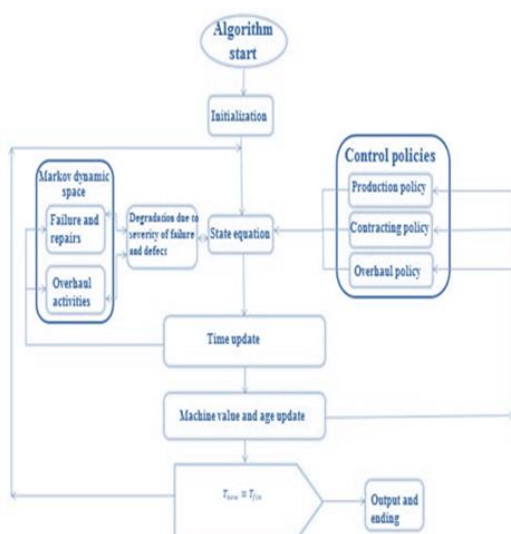 Algorithm
start
Initialization
Control policies
Production policy
Contracting policy
Overhaul policy
Markov dynamic
space
Failure and
repairs
Overhaul
activities
Degradation due to
severity of failure
and defect
State equation
Time update
Machine value and age update
T_now = T_fin
Output and
ending